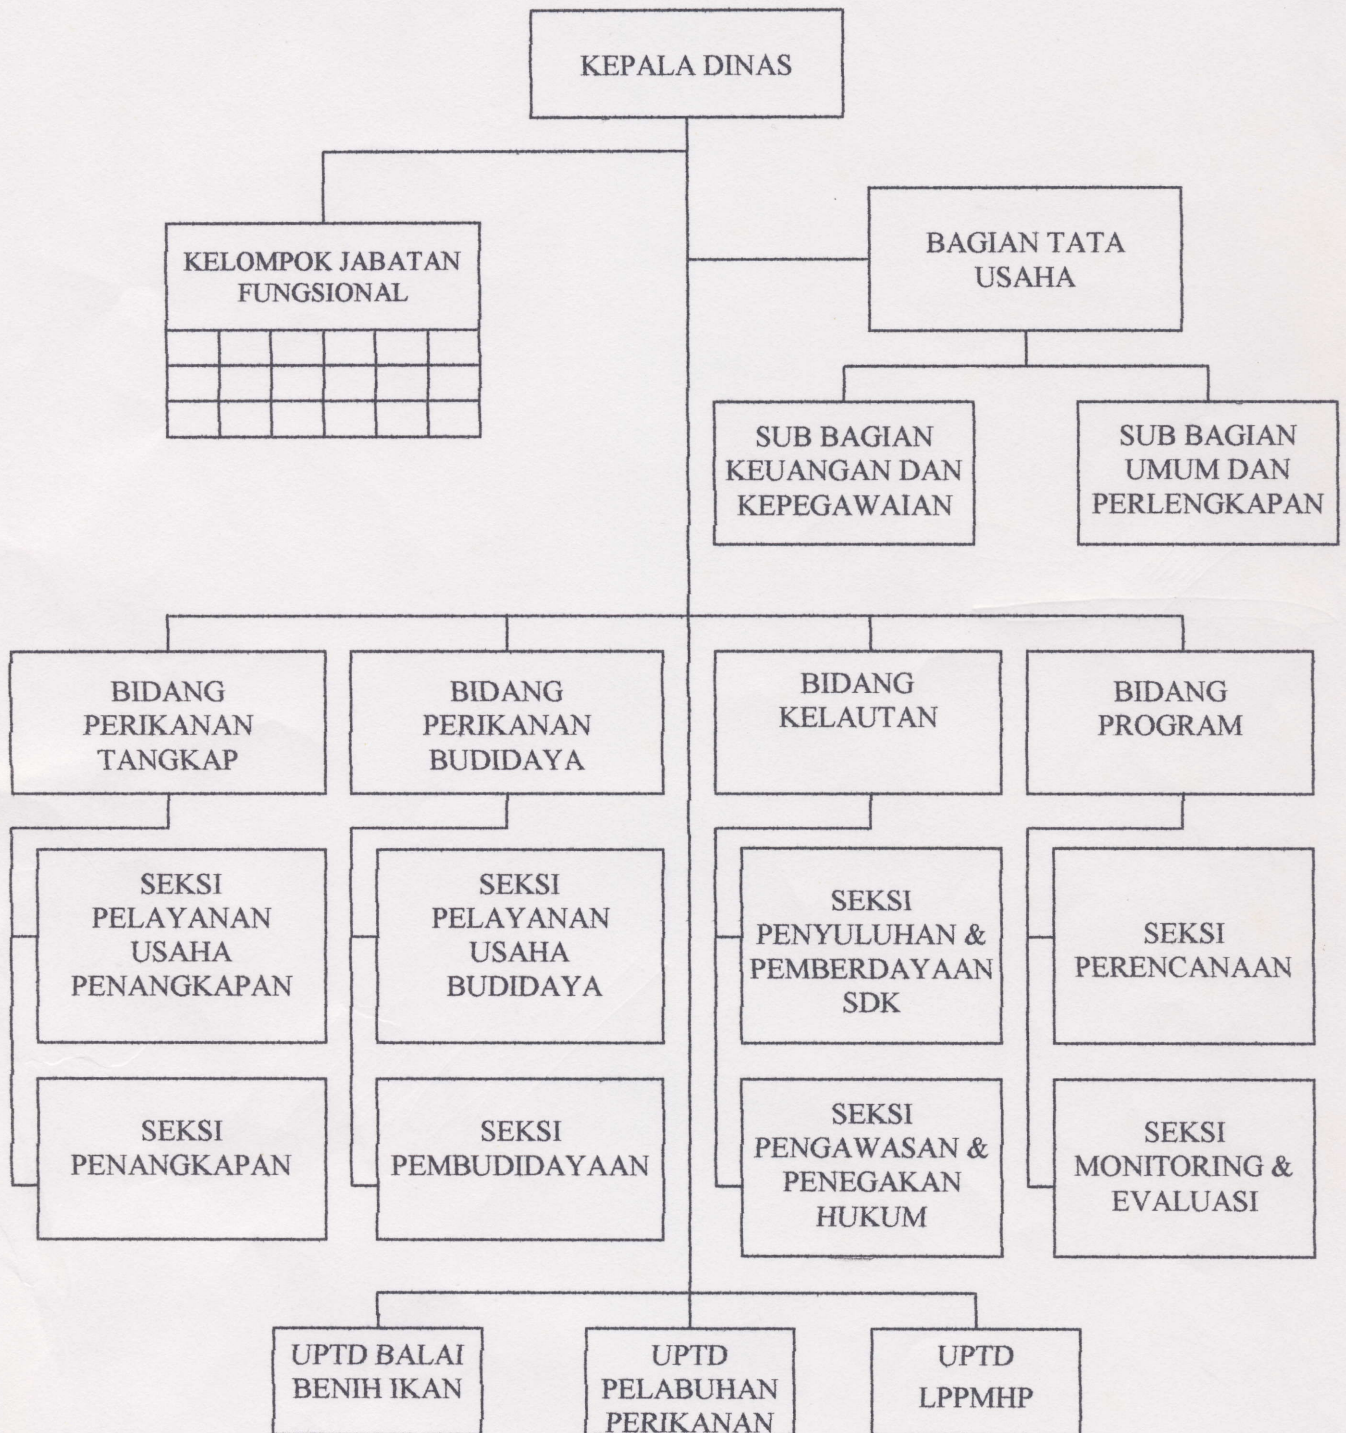 KEPALA DINAS
KELOMPOK JABATAN
FUNGSIONAL
BAGIAN TATA
USAHA
SUB BAGIAN
KEUANGAN DAN
KEPEGAWAIAN
SUB BAGIAN
UMUM DAN
PERLENGKAPAN
BIDANG
PERIKANAN
TANGKAP
BIDANG
PERIKANAN
BUDIDAYA
BIDANG
KELAUTAN
BIDANG
PROGRAM
SEKSI
PELAYANAN
USAHA
PENANGKAPAN
SEKSI
PELAYANAN
USAHA
BUDIDAYA
SEKSI
PENYULUHAN &
PEMBERDAYAAN
SDK
SEKSI
PERENCANAAN
SEKSI
PENANGKAPAN
SEKSI
PEMBUDIDAYAAN
SEKSI
PENGAWASAN &
PENEGAKAN
HUKUM
SEKSI
MONITORING &
EVALUASI
UPTD BALAI
BENIH IKAN
UPTD
PELABUHAN
PERIKANAN
UPTD
LPPMHP